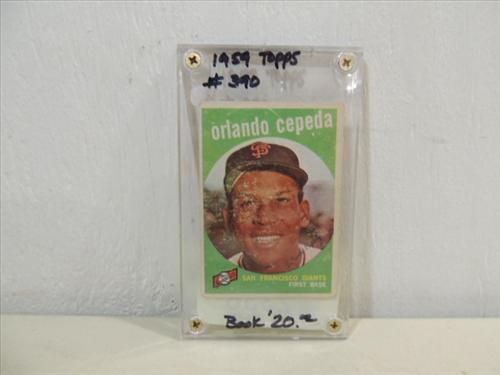 1959 Topps
# 390
orlando cepeda
SF
SAN FRANCISCO GIANTS
FIRST BASE
Book '20.00